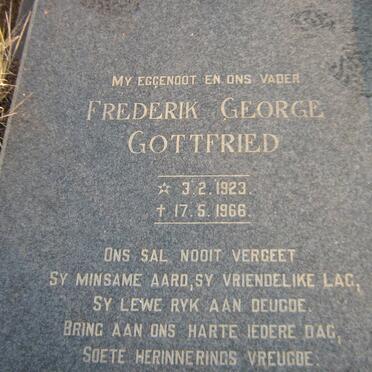 MY EGGENOOT EN ONS VADER
FREDERIK GEORGE
GOTTFRIED
☆ 3.2.1923.
† 17.5.1966.
ONS SAL NOOIT VERGEET
SY MINSAME AARD, SY VRIENDELIKE LAG,
SY LEWE RYK AAN DEUGDE.
BRING AAN ONS HARTE IEDERE DAG,
SOETE HERINNERINGS VREUGDE.